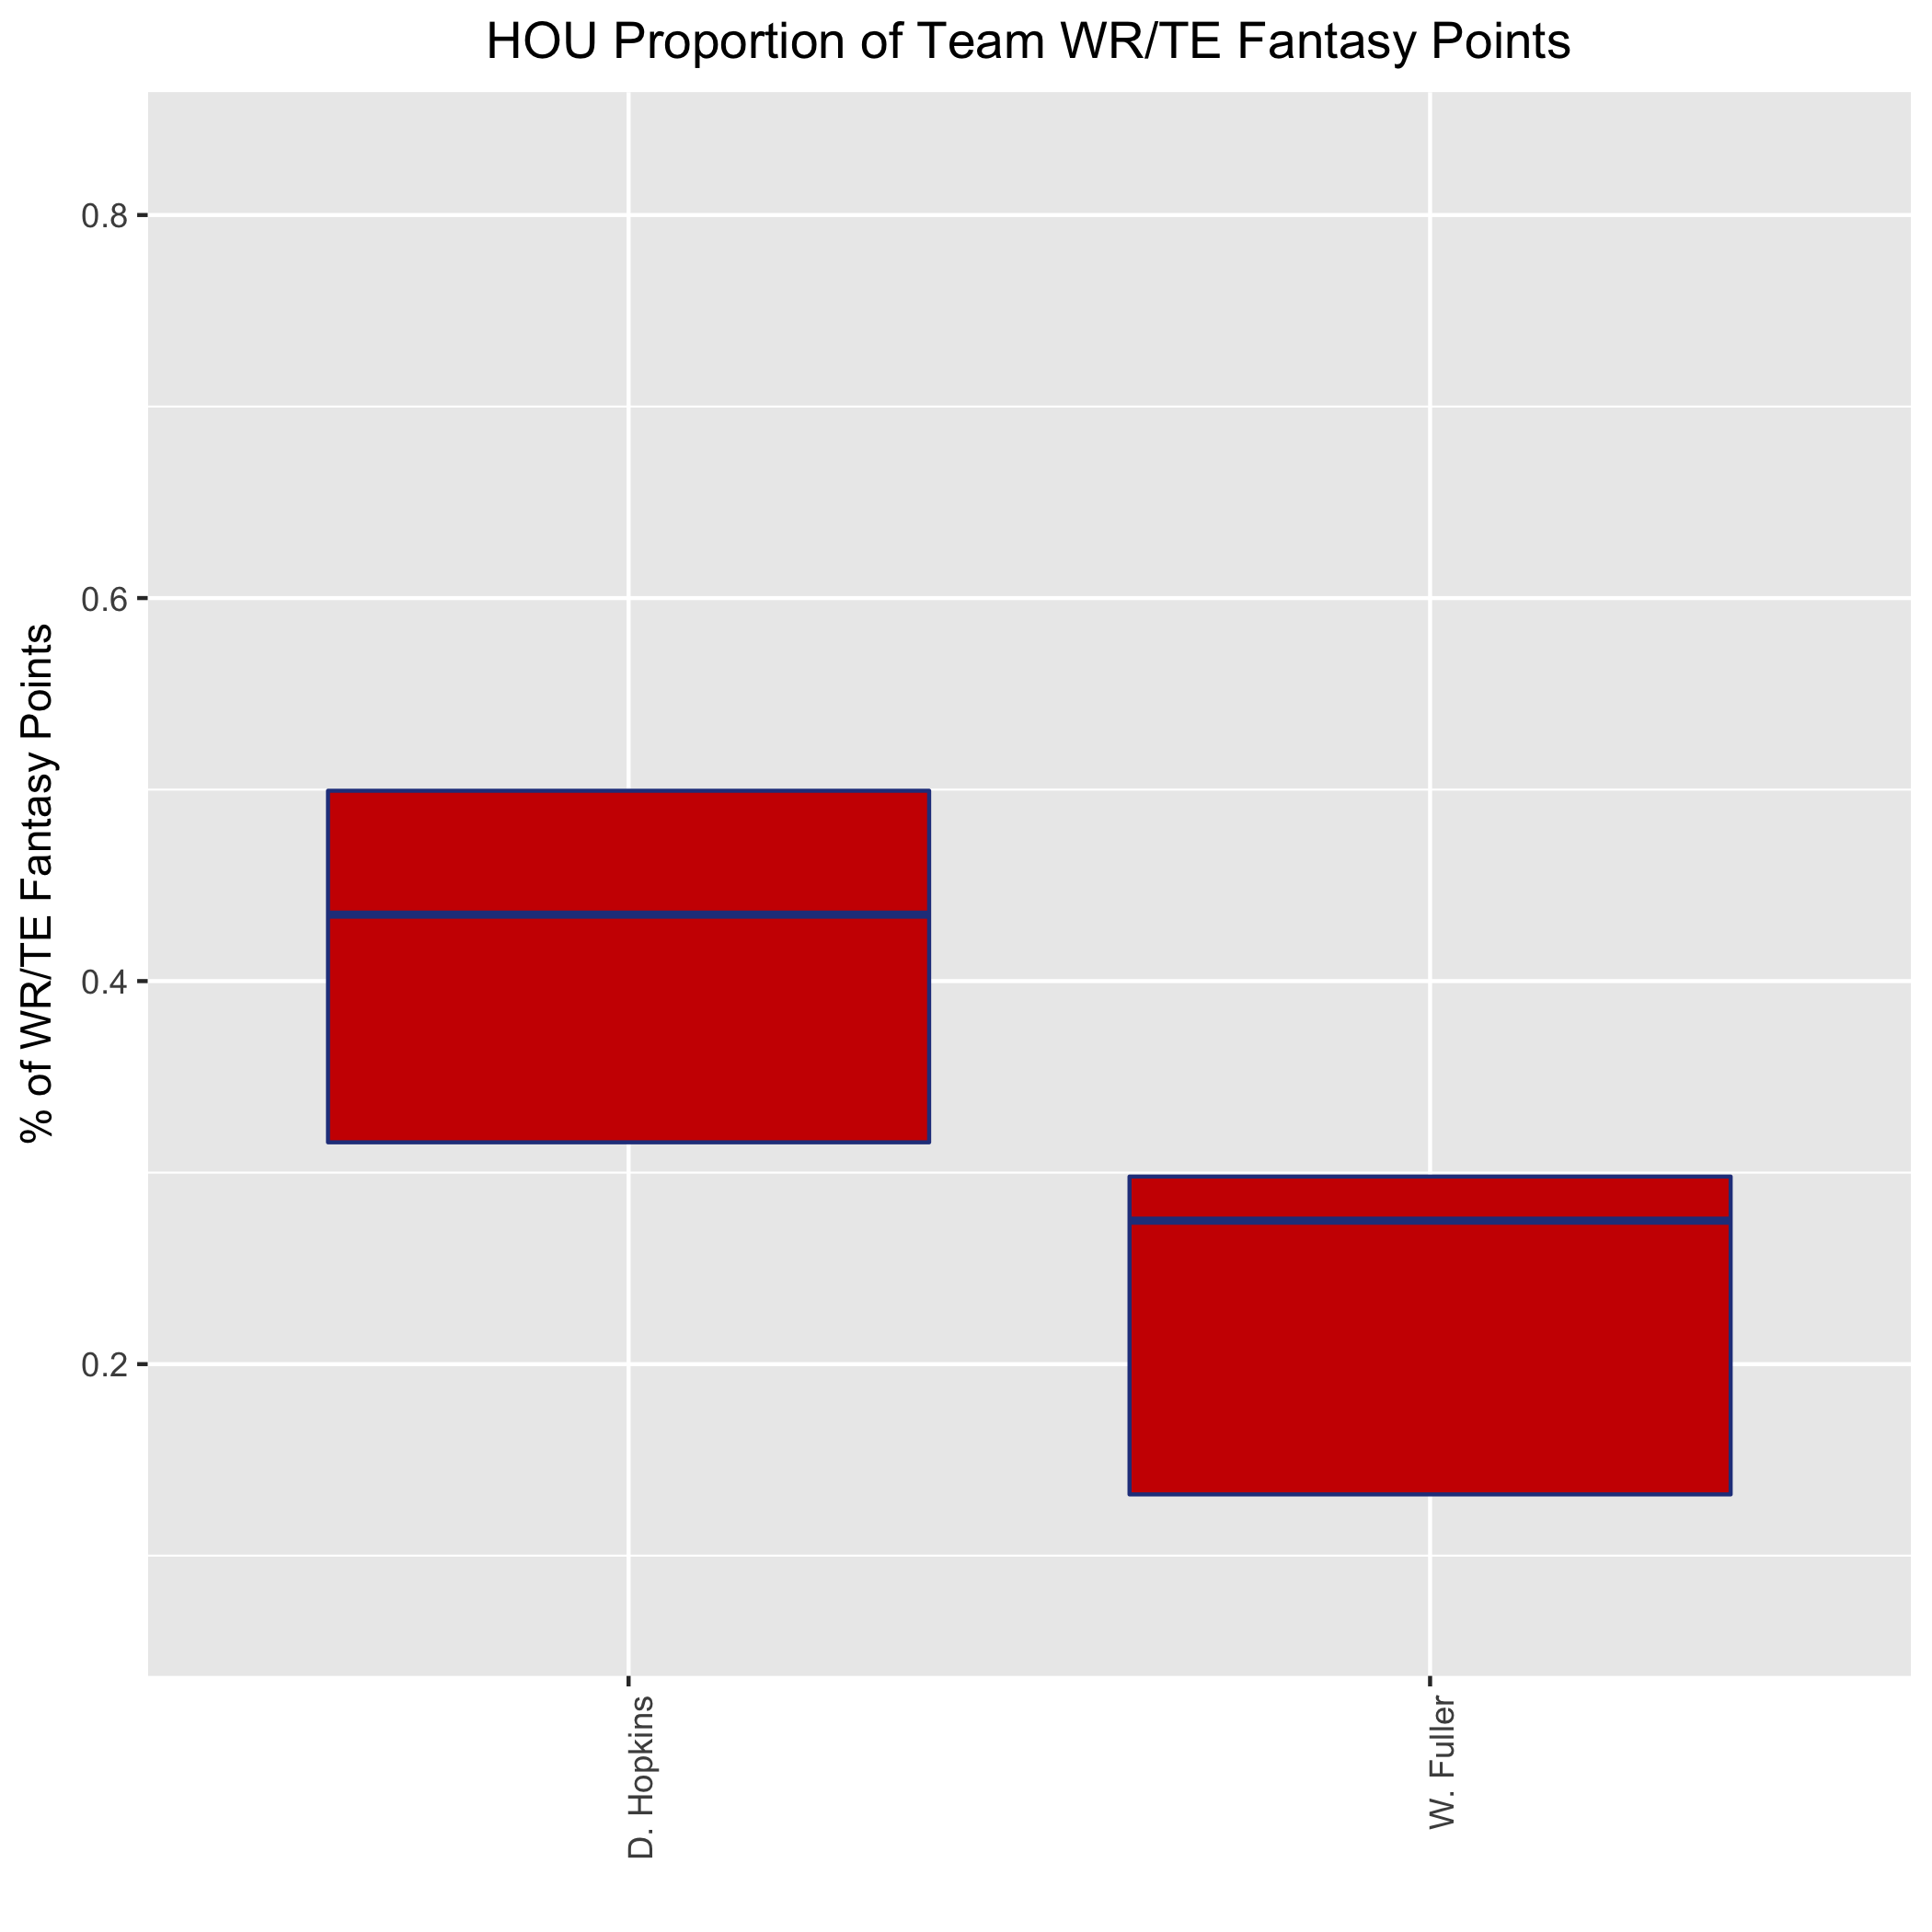 HOU Proportion of Team WR/TE Fantasy Points
% of WR/TE Fantasy Points
0.8
0.6
0.4
0.2
D. Hopkins
W. Fuller